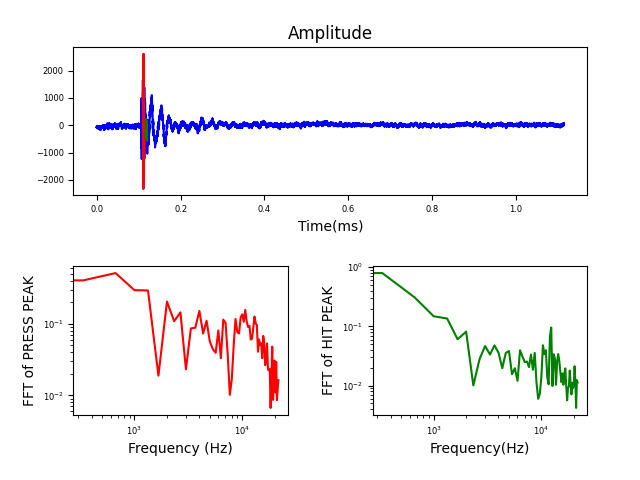 Amplitude
2000
1000
0
−1000
−2000
0.0 0.2 0.4 0.6 0.8 1.0
Time(ms)
FFT of PRESS PEAK
10⁻¹
10⁻²
10³ 10⁴
Frequency (Hz)
FFT of HIT PEAK
10⁰
10⁻¹
10⁻²
10³ 10⁴
Frequency(Hz)